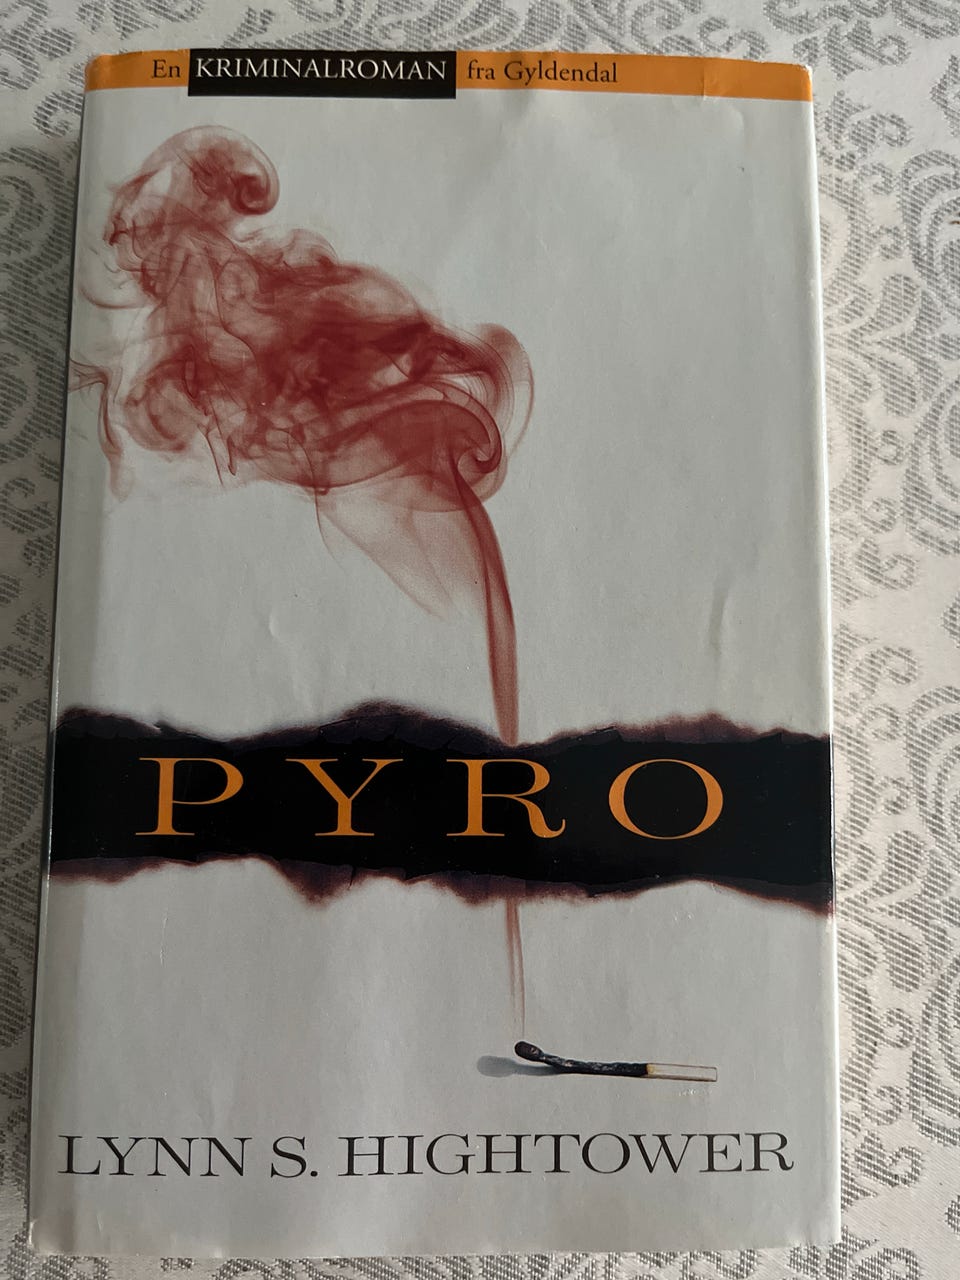 En KRIMINALROMAN fra Gyldendal
PYRO
LYNN S. HIGHTOWER